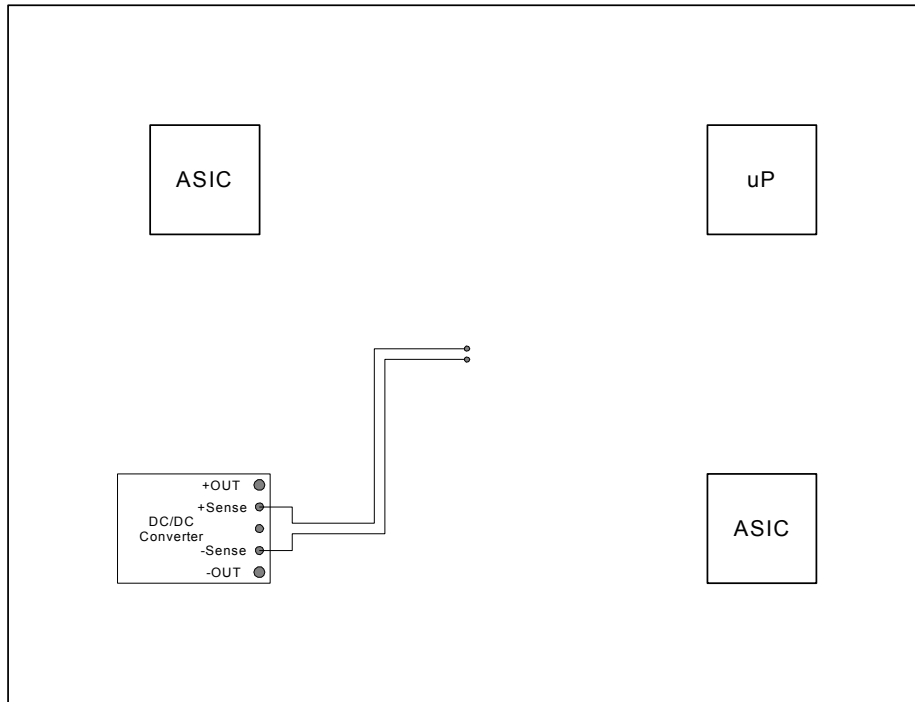 ASIC
uP
+OUT
+Sense
DC/DC
Converter
-Sense
-OUT
ASIC